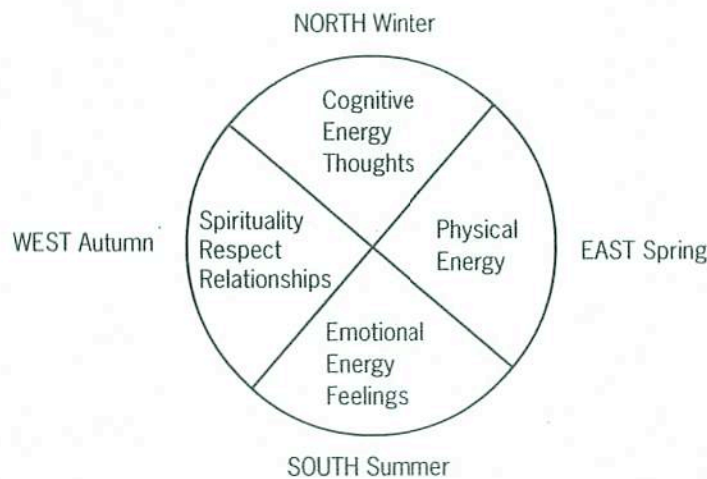 NORTH Winter
Cognitive
Energy
Thoughts
WEST Autumn
Spirituality
Respect
Relationships
Physical
Energy
EAST Spring
Emotional
Energy
Feelings
SOUTH Summer